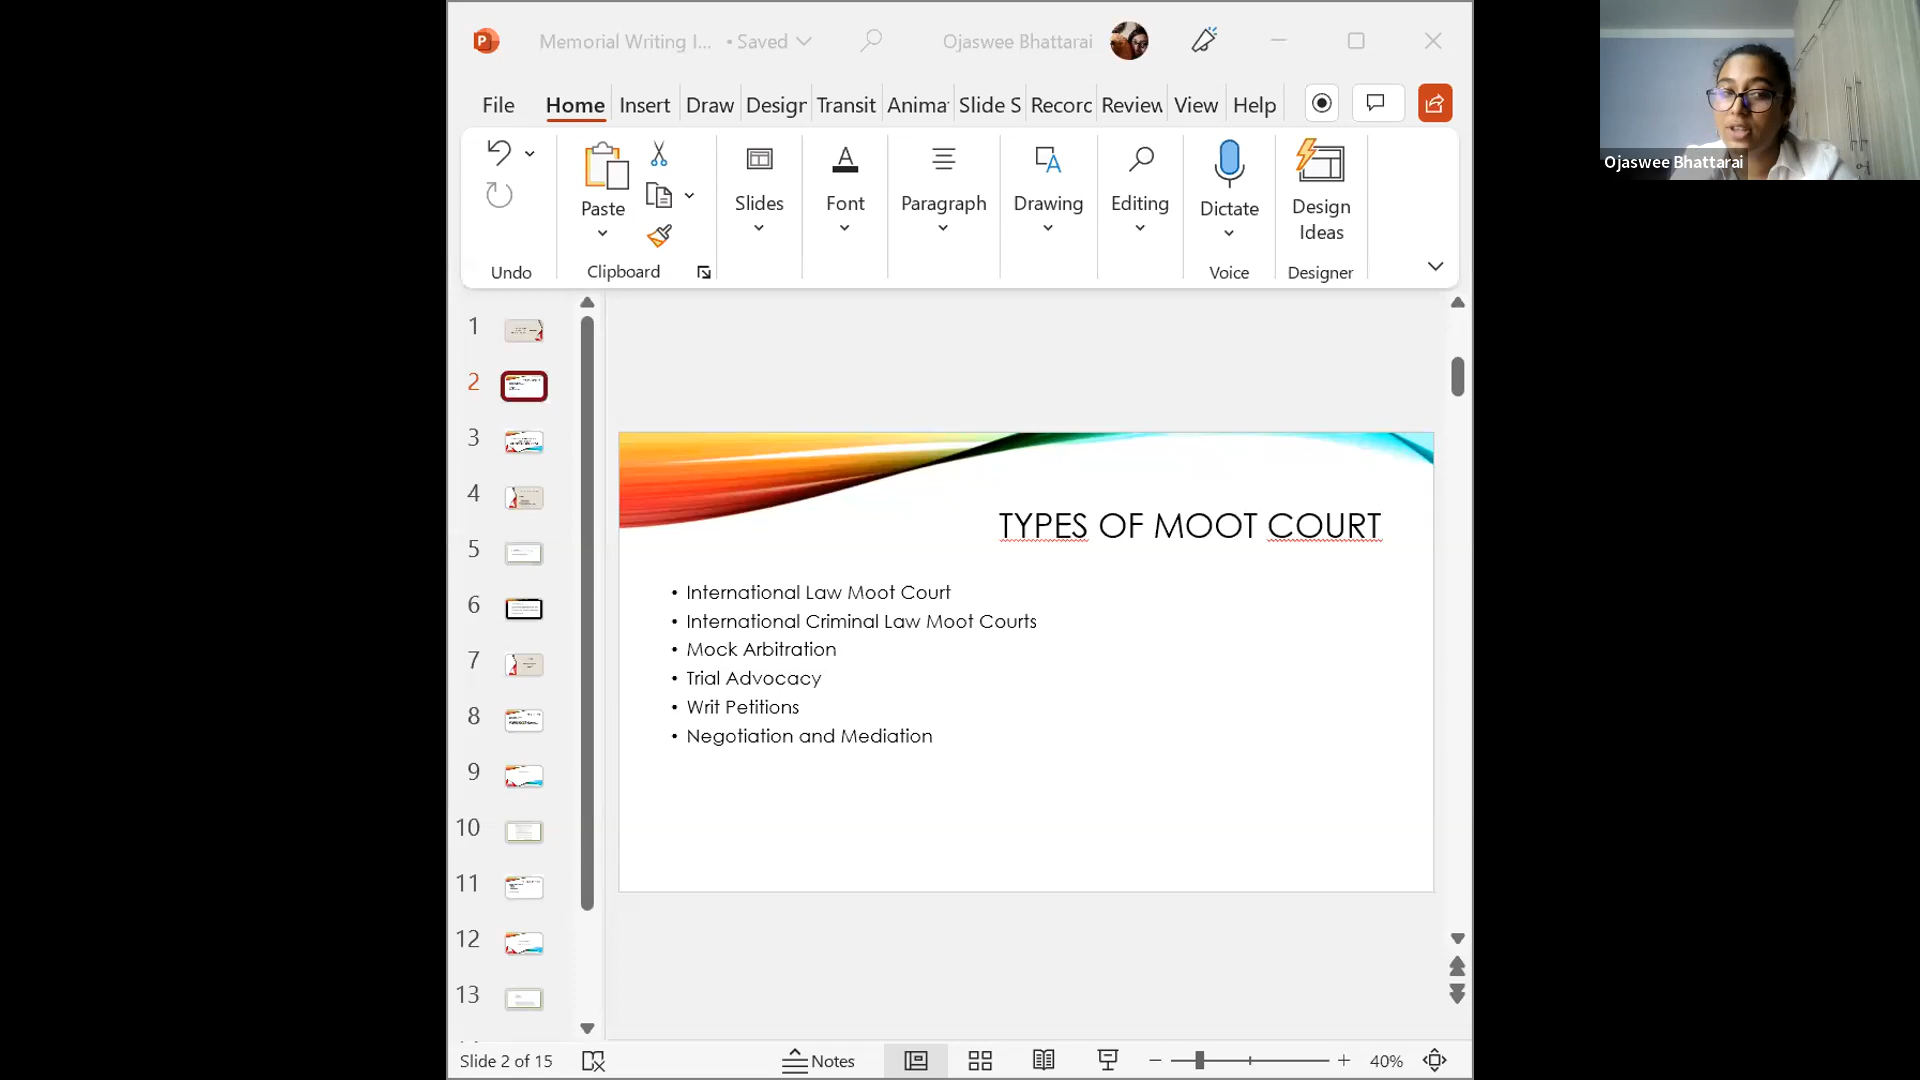 Memorial Writing I... • Saved
Ojaswee Bhattarai
File Home Insert Draw Design Transit Anima Slide S Record Review View Help
Paste
Slides
Font
Paragraph
Drawing
Editing
Dictate
Design
Ideas
Undo
Clipboard
Voice
Designer
1
2
3
4
5
6
7
8
9
10
11
12
13
TYPES OF MOOT COURT
• International Law Moot Court
• International Criminal Law Moot Courts
• Mock Arbitration
• Trial Advocacy
• Writ Petitions
• Negotiation and Mediation
Slide 2 of 15
Notes
40%
Ojaswee Bhattarai